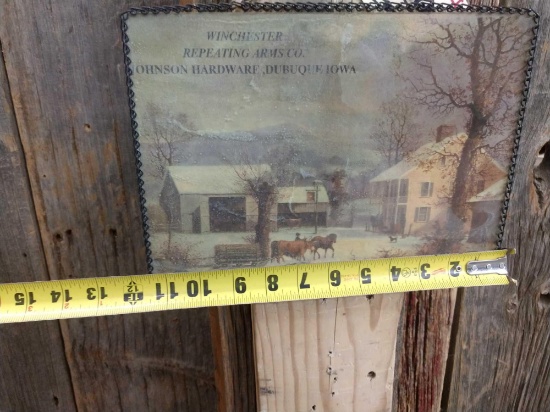 WINCHESTER
REPEATING ARMS CO.
OHNSON HARDWARE ,DUBUQUE IOWA
15 14 13 12 11 10 9 8 7 6 5 4 3 2